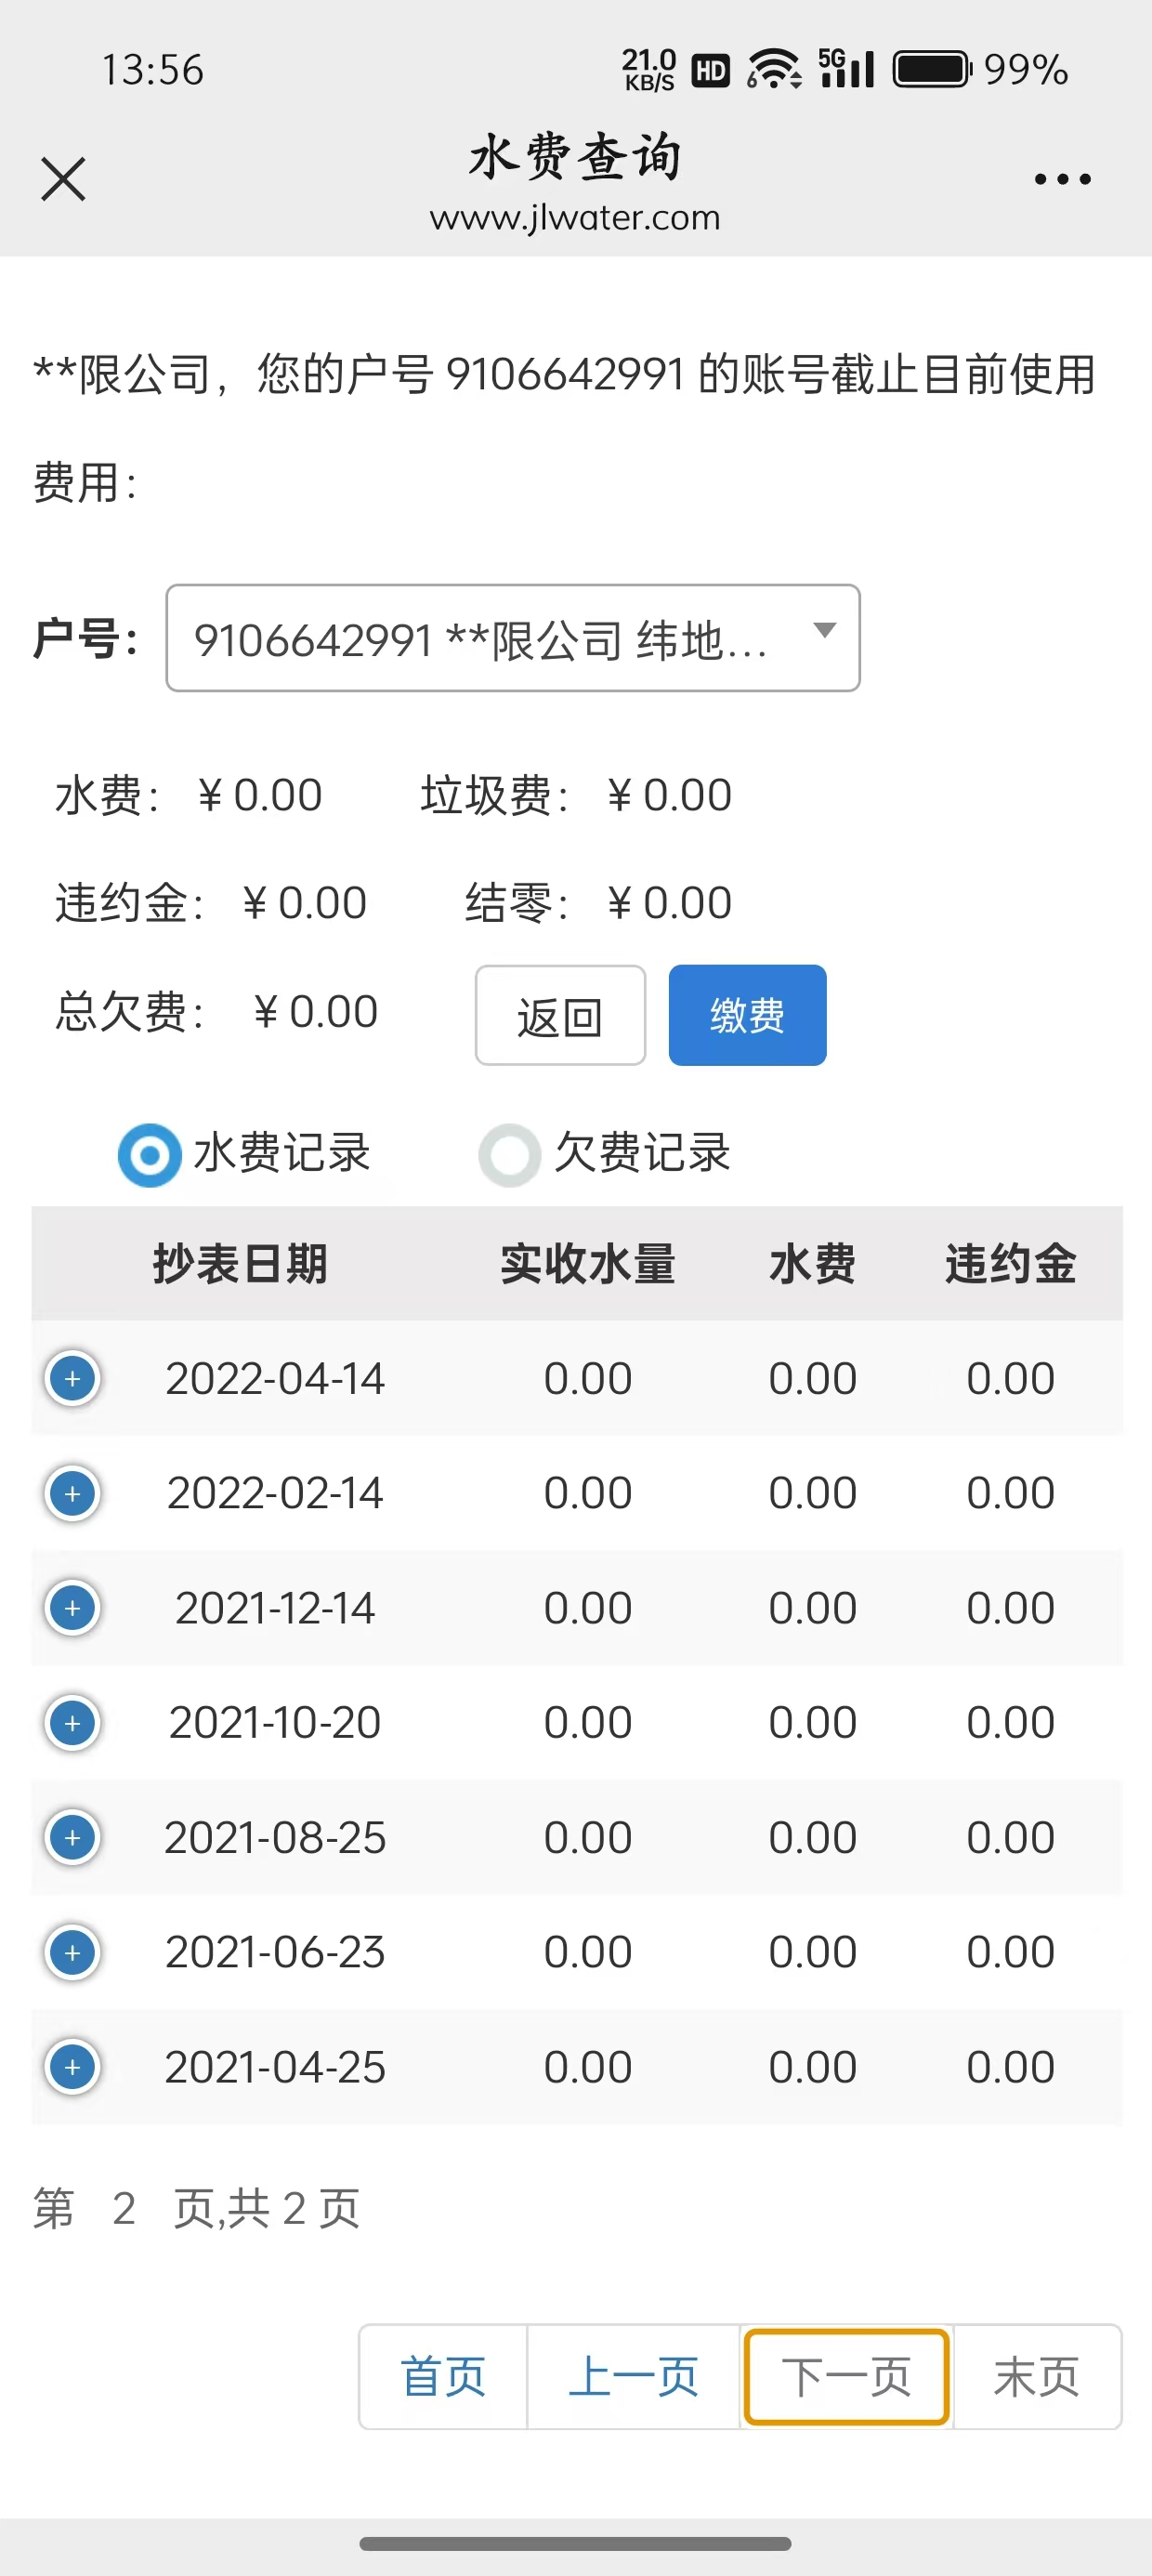 13:56
21.0 KB/S HD 6 5G 99%
水费查询
www.jlwater.com
**限公司，您的户号 9106642991 的账号截止目前使用
费用：
户号： 9106642991 **限公司 纬地...
水费： ¥ 0.00 垃圾费： ¥ 0.00
违约金： ¥ 0.00 结零： ¥ 0.00
总欠费： ¥ 0.00 返回 缴费
水费记录 欠费记录
抄表日期 实收水量 水费 违约金
2022-04-14 0.00 0.00 0.00
2022-02-14 0.00 0.00 0.00
2021-12-14 0.00 0.00 0.00
2021-10-20 0.00 0.00 0.00
2021-08-25 0.00 0.00 0.00
2021-06-23 0.00 0.00 0.00
2021-04-25 0.00 0.00 0.00
第 2 页,共 2 页
首页 上一页 下一页 末页